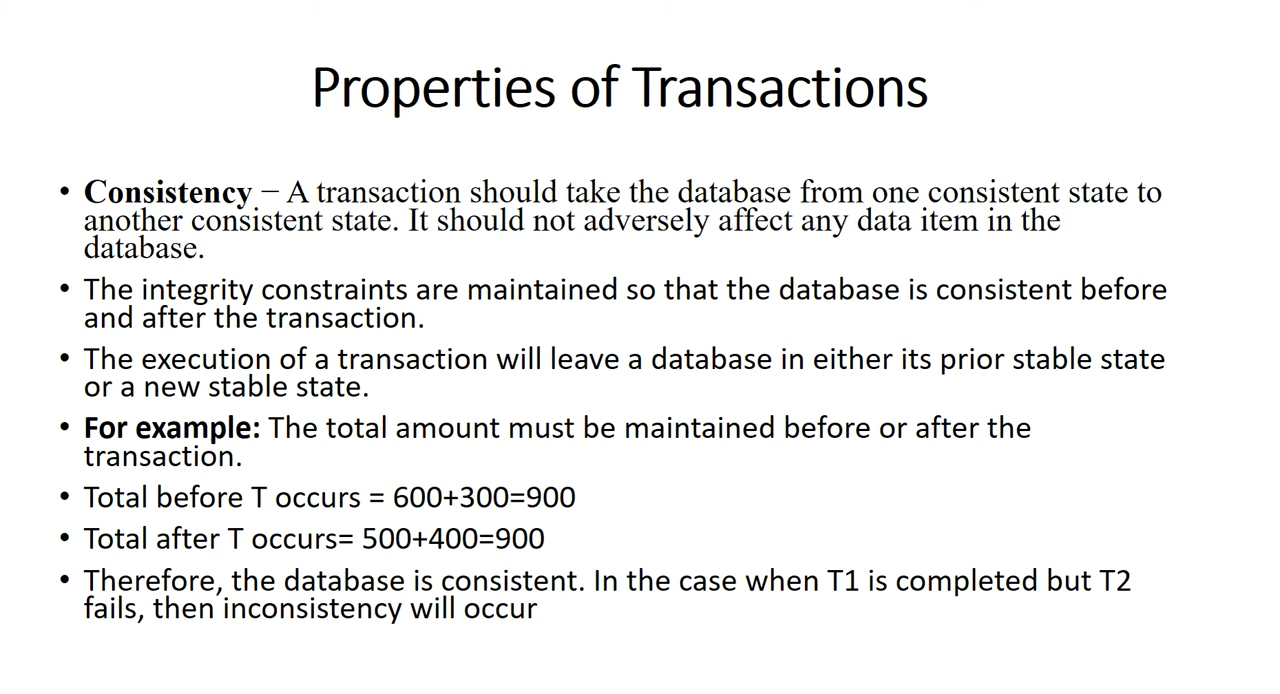 Properties of Transactions
• Consistency − A transaction should take the database from one consistent state to
another consistent state. It should not adversely affect any data item in the
database.
• The integrity constraints are maintained so that the database is consistent before
and after the transaction.
• The execution of a transaction will leave a database in either its prior stable state
or a new stable state.
• For example: The total amount must be maintained before or after the
transaction.
• Total before T occurs = 600+300=900
• Total after T occurs= 500+400=900
• Therefore, the database is consistent. In the case when T1 is completed but T2
fails, then inconsistency will occur